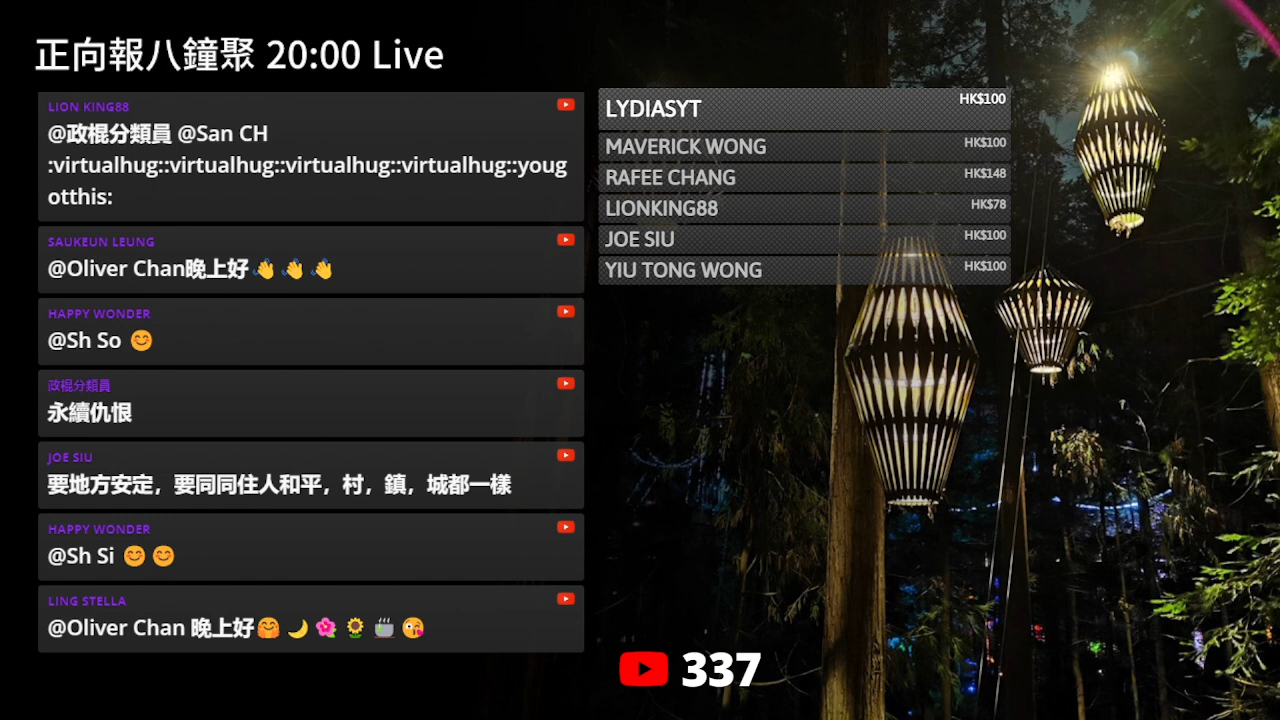 正向報八鐘聚 20:00 Live
LION KING88
@政棍分類員 @San CH
:virtualhug::virtualhug::virtualhug::virtualhug::youg
otthis:
SAUKEUN LEUNG
@Oliver Chan晚上好👋 👋 👋
HAPPY WONDER
@Sh So 😊
政棍分類員
永續仇恨
JOE SIU
要地方安定，要同同住人和平，村，鎮，城都一樣
HAPPY WONDER
@Sh Si 😊 😊
LING STELLA
@Oliver Chan 晚上好🤗 🌙 🌺 🌻 🍵 😘
LYDIASYT HK$100
MAVERICK WONG HK$100
RAFEE CHANG HK$148
LIONKING88 HK$78
JOE SIU HK$100
YIU TONG WONG HK$100
337